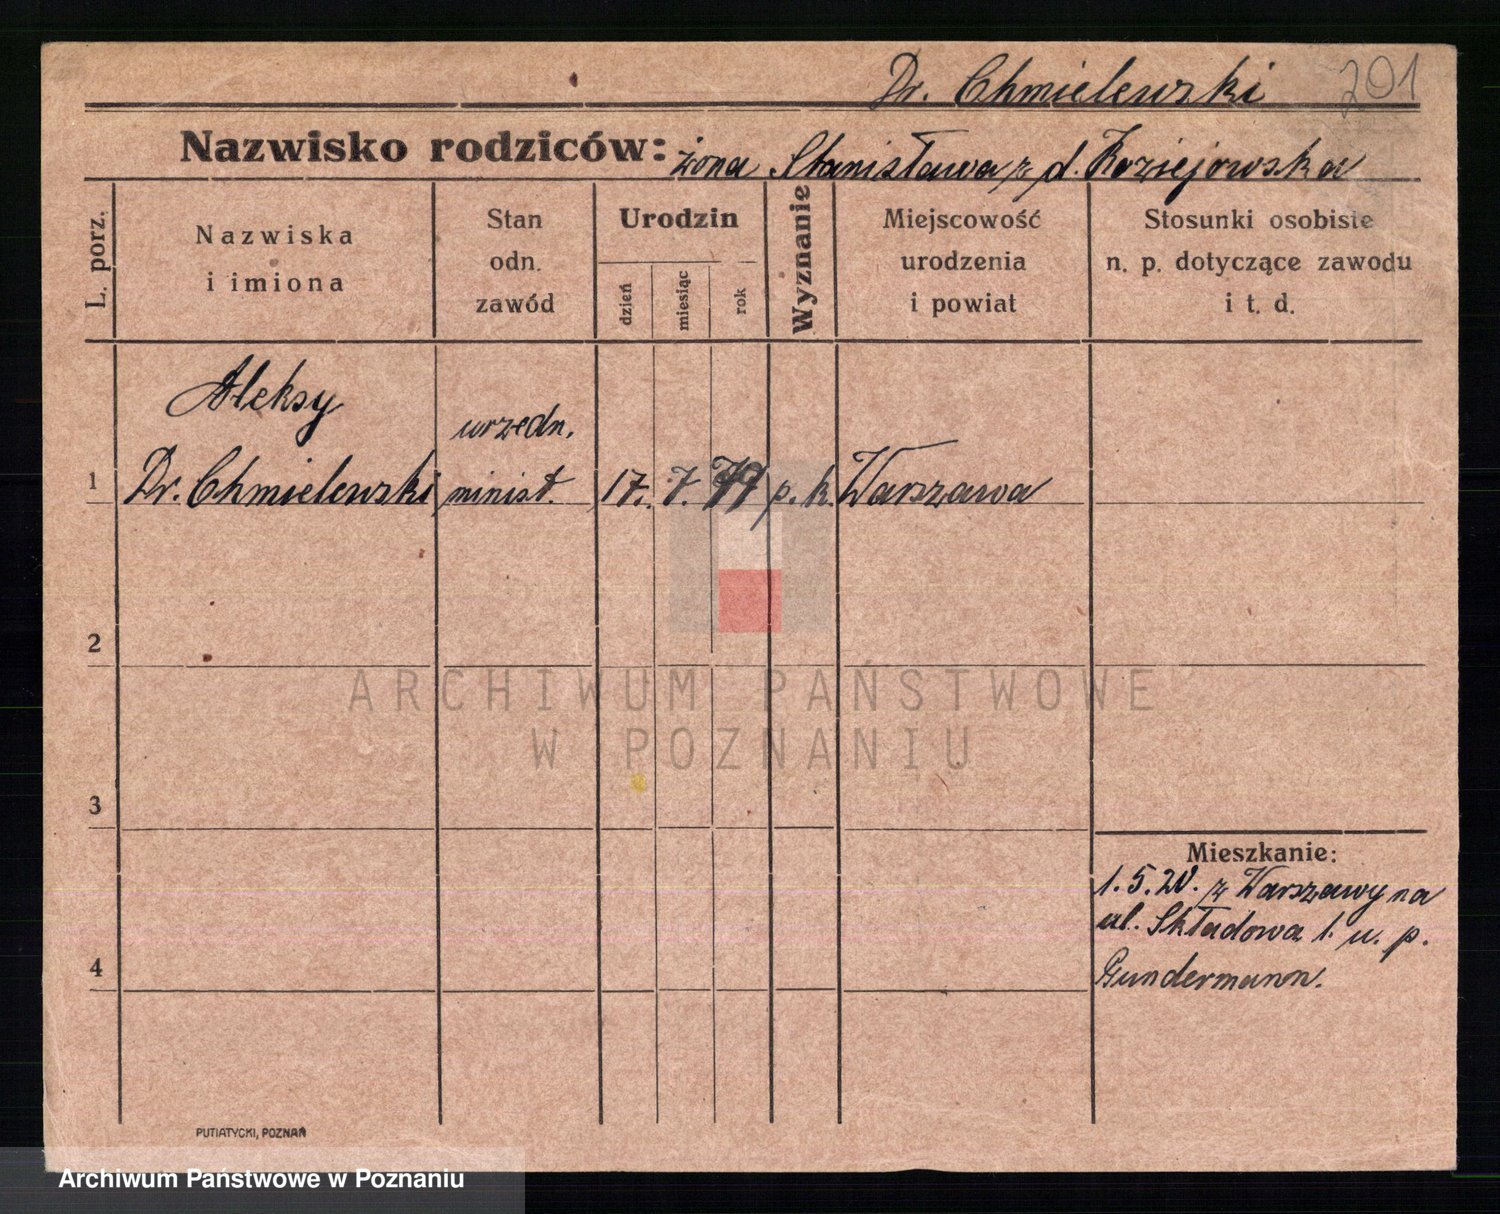 Dr. Chmielewski 201
Nazwisko rodziców: żona Stanisława z d. Koziejowska
L. porz.
Nazwiska
i imiona
Stan
odn.
zawód
Urodzin
dzień
miesiąc
rok
Wyznanie
Miejscowość
urodzenia
i powiat
Stosunki osobiste
n. p. dotyczące zawodu
i t. d.
Aleksy
urzedn.
1 Dr. Chmielewski minist. 17. 7. p. k. Warszawa
2
ARCHIWUM PAŃSTWOWE
W POZNANIU
3
Mieszkanie:
1. 5. 20. z Warszawy na
ul. Składowa 1. u. p.
4
Gundermann.
PUTIATYCKI, POZNAŃ
Archiwum Państwowe w Poznaniu